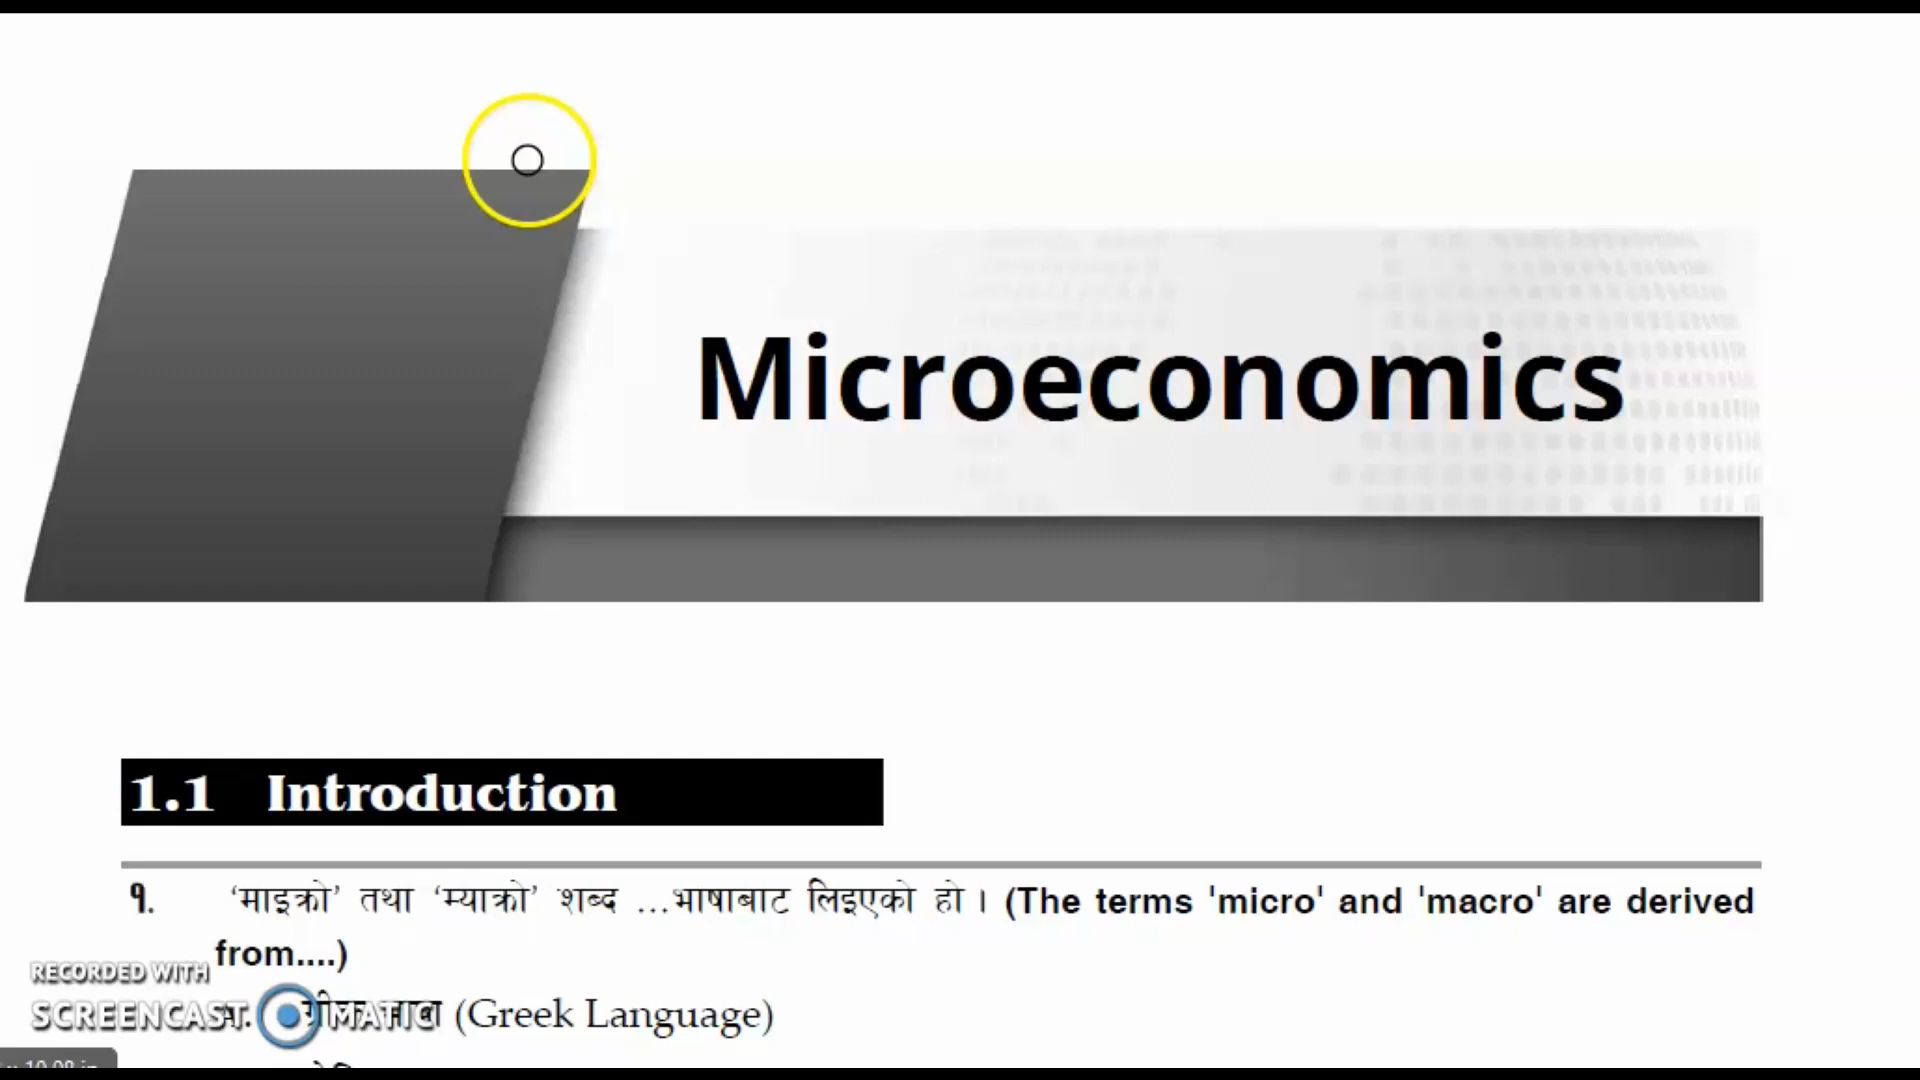 Microeconomics
1.1 Introduction
१. ‘माइक्रो’ तथा ‘म्याक्रो’ शब्द ...भाषाबाट लिइएको हो । (The terms 'micro' and 'macro' are derived
from....)
RECORDED WITH
(Greek Language)
SCREENCAST MATIC